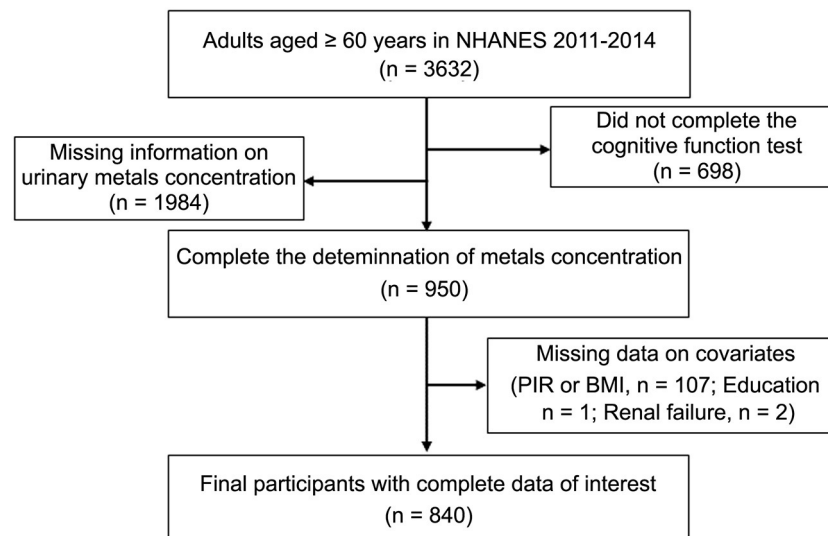 Adults aged ≥ 60 years in NHANES 2011-2014
(n = 3632)
Did not complete the
cognitive function test
(n = 698)
Missing information on
urinary metals concentration
(n = 1984)
Complete the deteminnation of metals concentration
(n = 950)
Missing data on covariates
(PIR or BMI, n = 107; Education
n = 1; Renal failure, n = 2)
Final participants with complete data of interest
(n = 840)